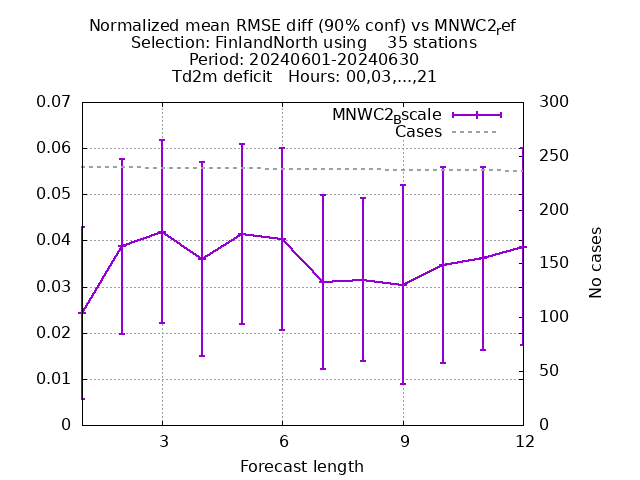 Normalized mean RMSE diff (90% conf) vs MNWC2_ref
Selection: FinlandNorth using    35 stations
Period: 20240601-20240630
Td2m deficit   Hours: 00,03,...,21
MNWC2_Bscale
Cases
0.07
0.06
0.05
0.04
0.03
0.02
0.01
0
300
250
200
150
100
50
0
No cases
3
6
9
12
Forecast length